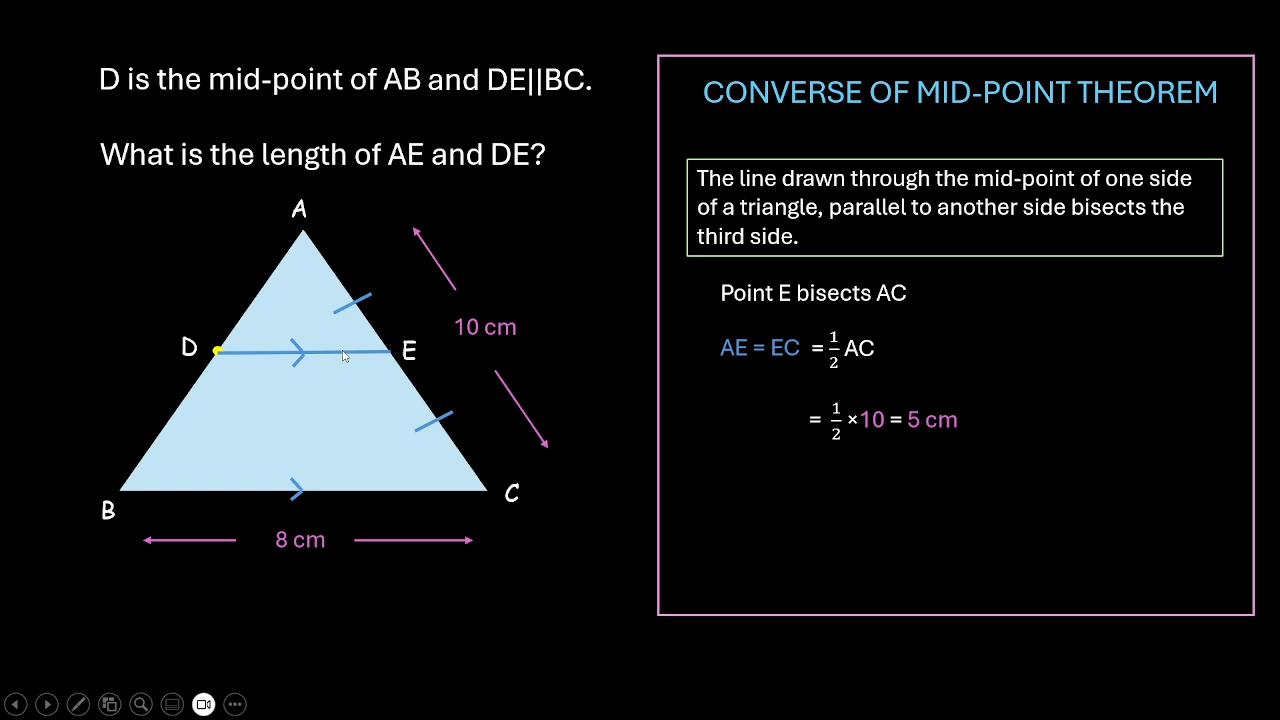 D is the mid-point of AB and DE||BC.
What is the length of AE and DE?
A
D
E
10 cm
B
C
8 cm
CONVERSE OF MID-POINT THEOREM
The line drawn through the mid-point of one side
of a triangle, parallel to another side bisects the
third side.
Point E bisects AC
AE = EC = 1/2 AC
= 1/2 ×10 = 5 cm